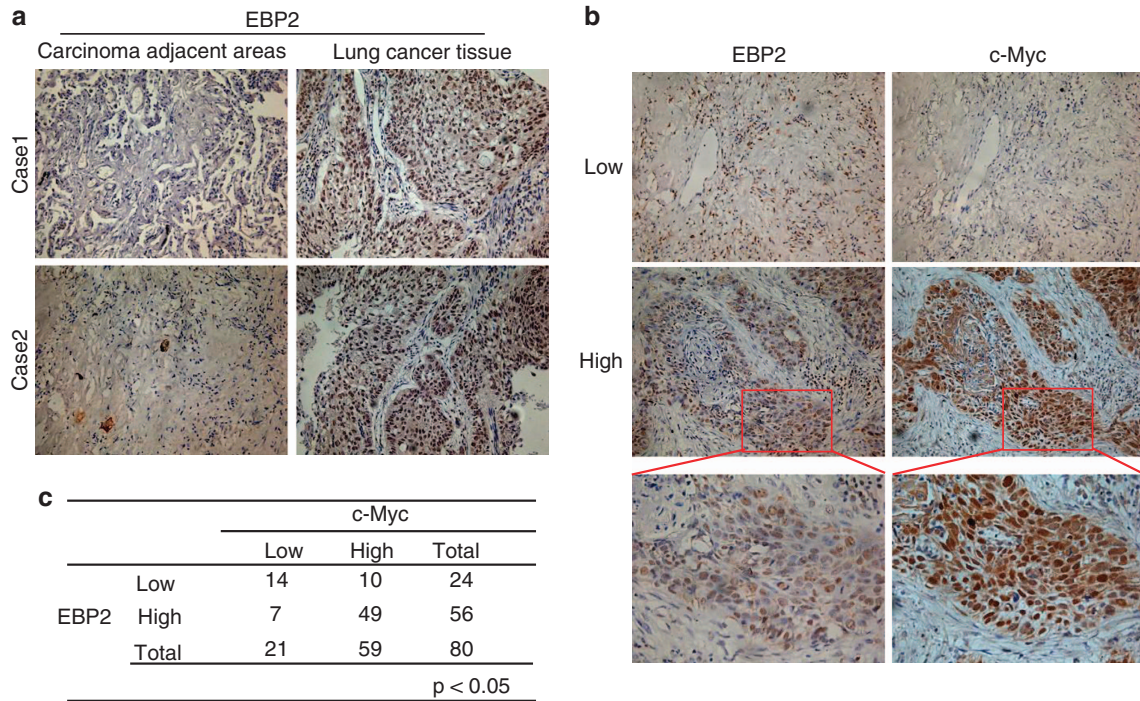 a
EBP2
Carcinoma adjacent areas Lung cancer tissue
Case1
Case2
b
EBP2 c-Myc
Low
High
c
c-Myc
Low High Total
Low 14 10 24
EBP2 High 7 49 56
Total 21 59 80
p < 0.05